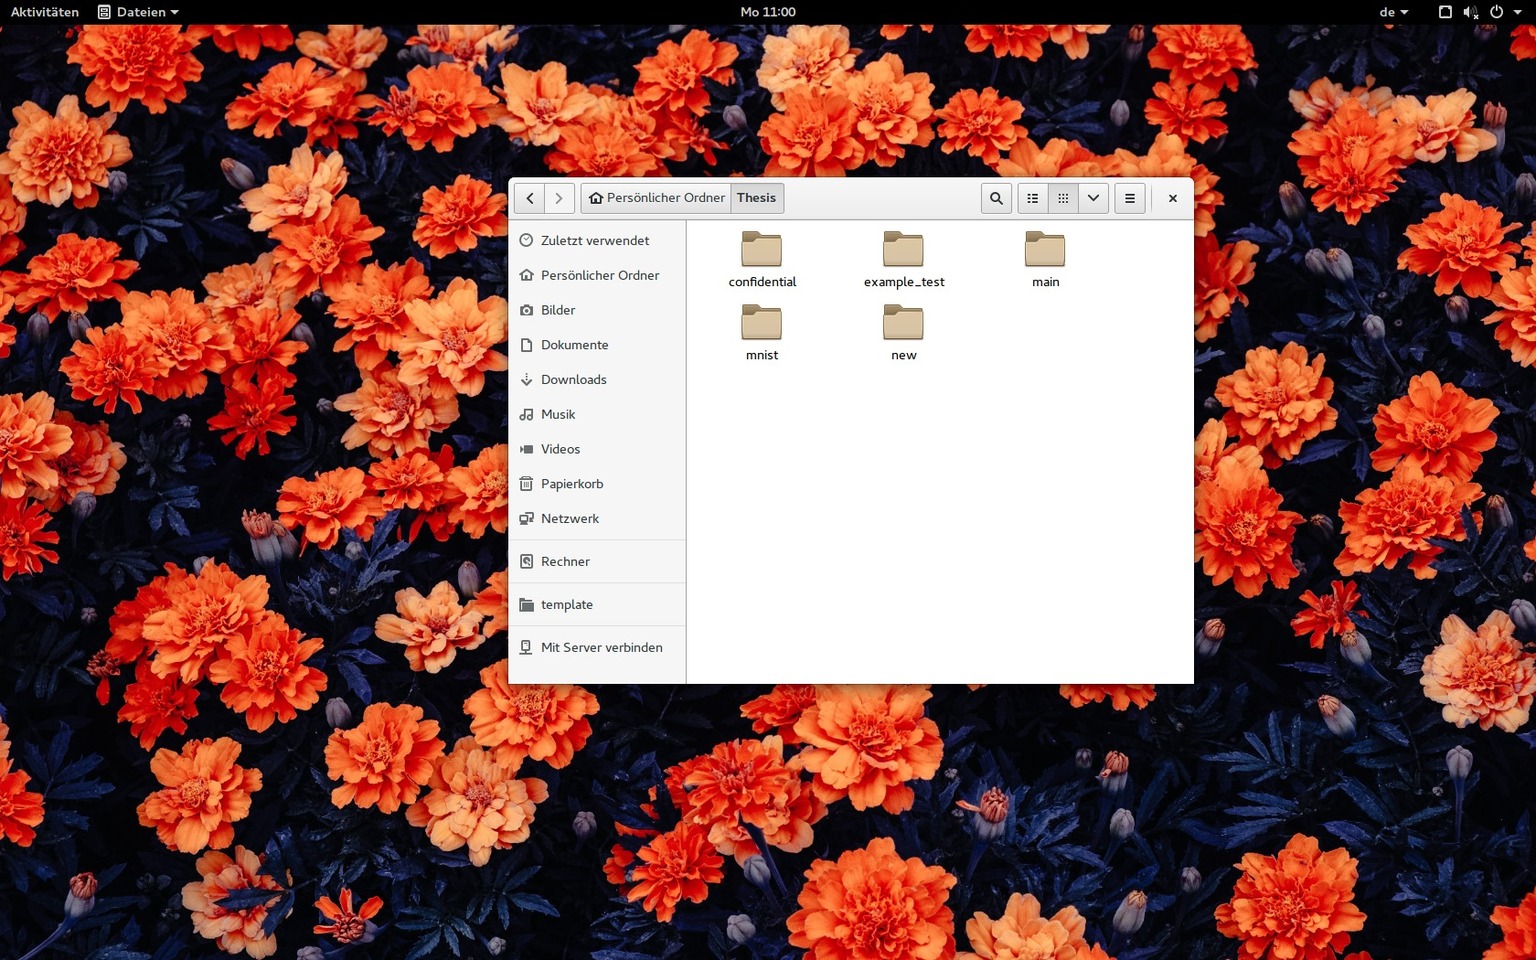 Aktivitäten Dateien Mo 11:00 de
Persönlicher Ordner Thesis
Zuletzt verwendet
Persönlicher Ordner
Bilder
Dokumente
Downloads
Musik
Videos
Papierkorb
Netzwerk
Rechner
template
Mit Server verbinden
confidential example_test main
mnist new